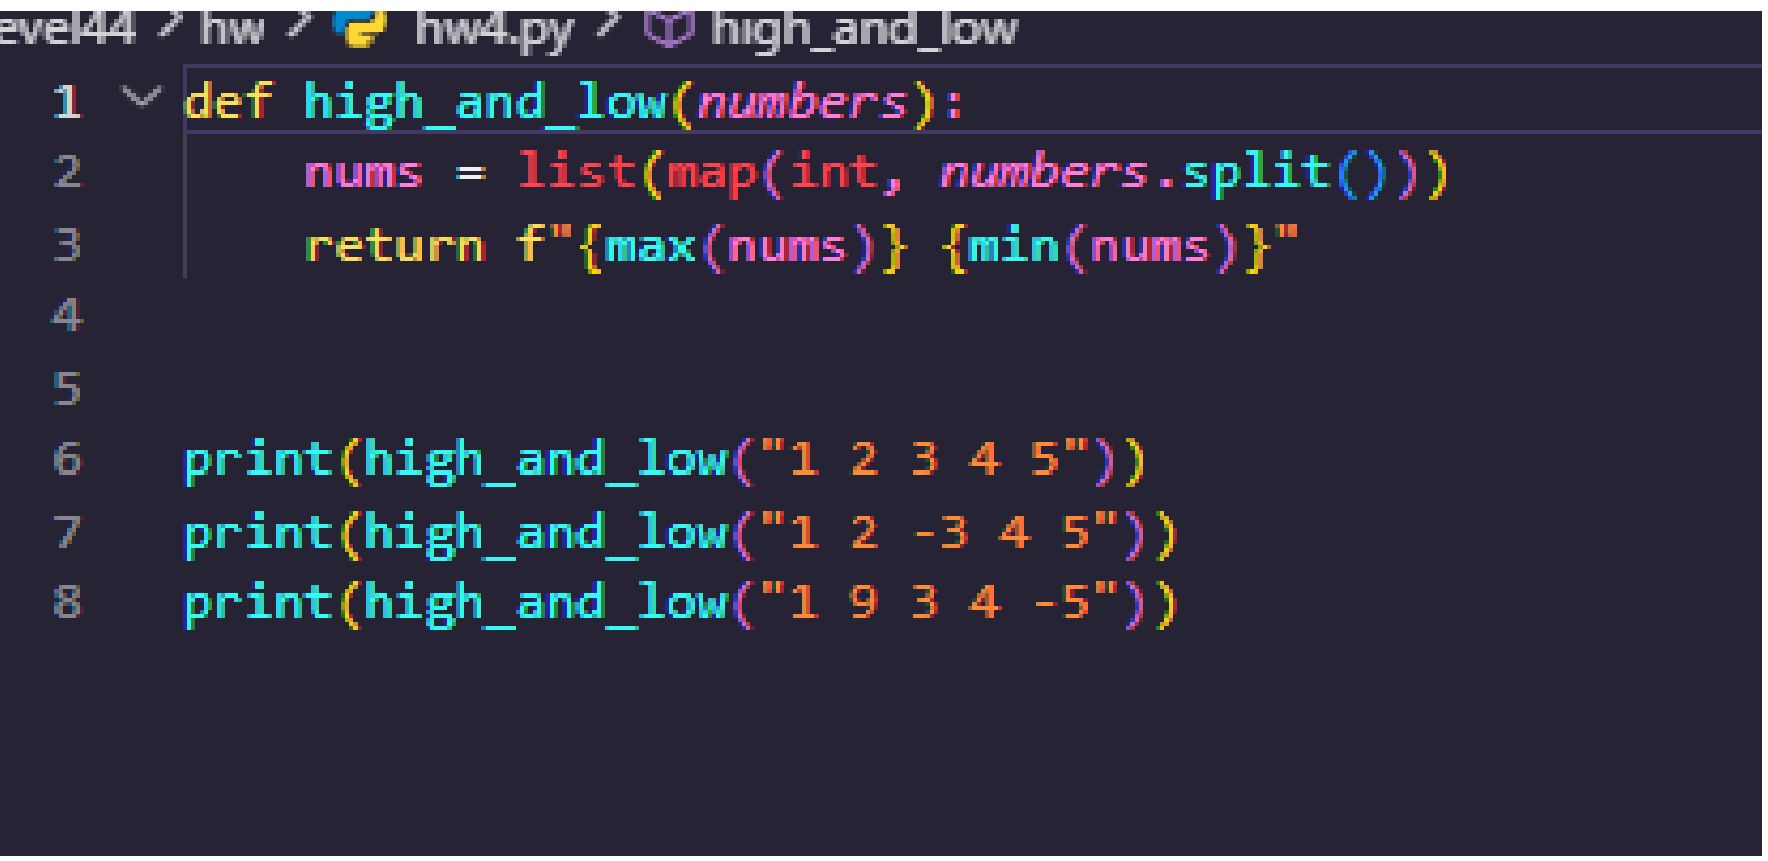 evel44 > hw > hw4.py > high_and_low
1 def high_and_low(numbers):
2     nums = list(map(int, numbers.split()))
3     return f"{max(nums)} {min(nums)}"
4
5
6 print(high_and_low("1 2 3 4 5"))
7 print(high_and_low("1 2 -3 4 5"))
8 print(high_and_low("1 9 3 4 -5"))